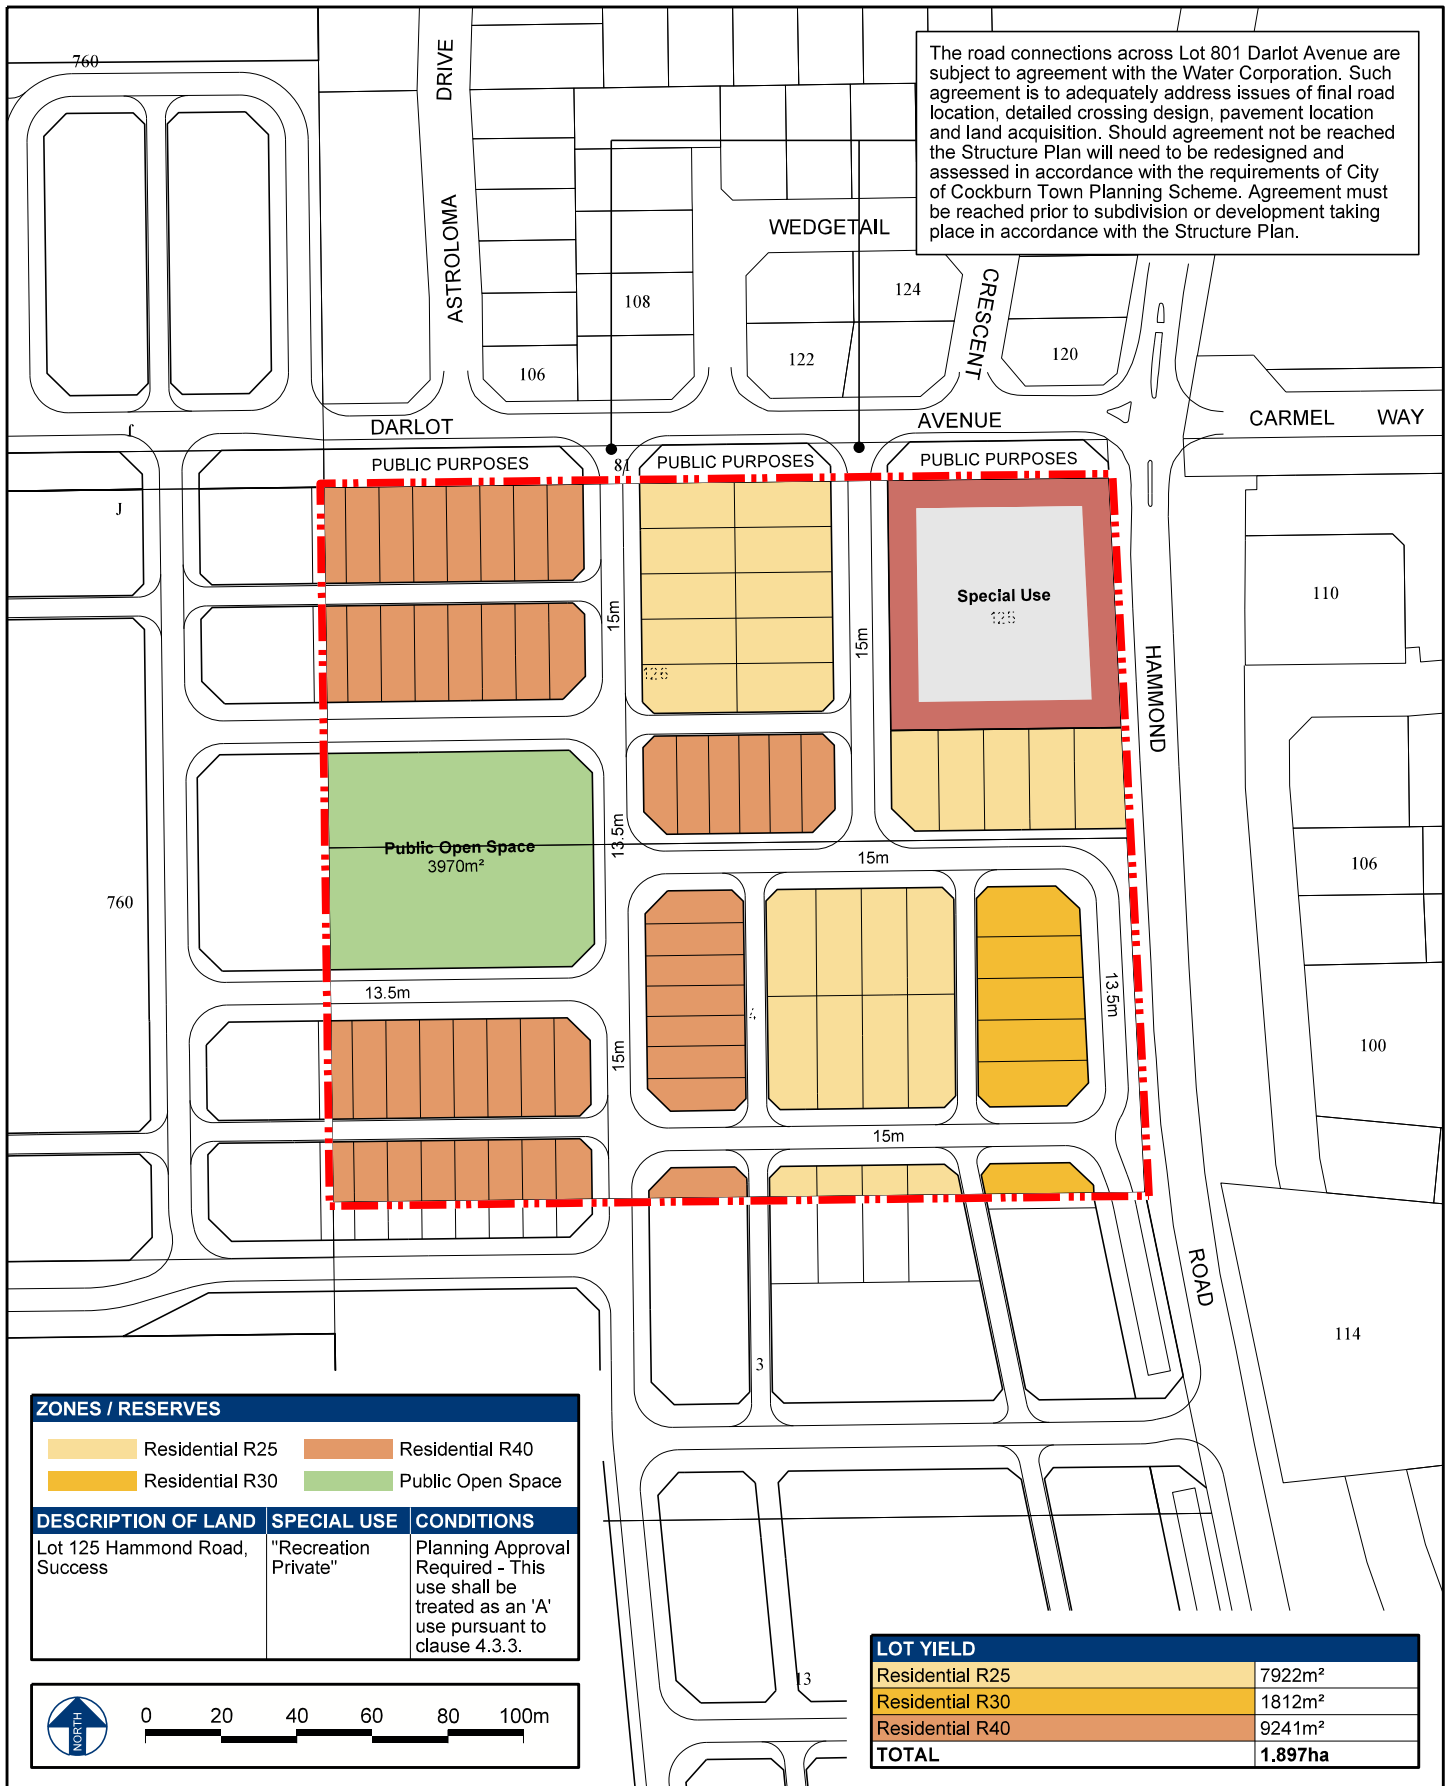 760
DRIVE
ASTROLOMA
The road connections across Lot 801 Darlot Avenue are
subject to agreement with the Water Corporation. Such
agreement is to adequately address issues of final road
location, detailed crossing design, pavement location
and land acquisition. Should agreement not be reached
the Structure Plan will need to be redesigned and
assessed in accordance with the requirements of City
of Cockburn Town Planning Scheme. Agreement must
be reached prior to subdivision or development taking
place in accordance with the Structure Plan.
WEDGETAIL
CRESCENT
108
124
106
122
120
DARLOT
AVENUE
CARMEL WAY
PUBLIC PURPOSES
81
PUBLIC PURPOSES
PUBLIC PURPOSES
J
Special Use
125
110
15m
15m
126
HAMMOND
Public Open Space
3970m²
13.5m
15m
106
760
13.5m
13.5m
4
15m
100
15m
ROAD
114
3
13
ZONES / RESERVES
Residential R25
Residential R40
Residential R30
Public Open Space
DESCRIPTION OF LAND SPECIAL USE CONDITIONS
Lot 125 Hammond Road, "Recreation Planning Approval
Success Private" Required - This
use shall be
treated as an 'A'
use pursuant to
clause 4.3.3.
NORTH
0 20 40 60 80 100m
LOT YIELD
Residential R25 7922m²
Residential R30 1812m²
Residential R40 9241m²
TOTAL 1.897ha